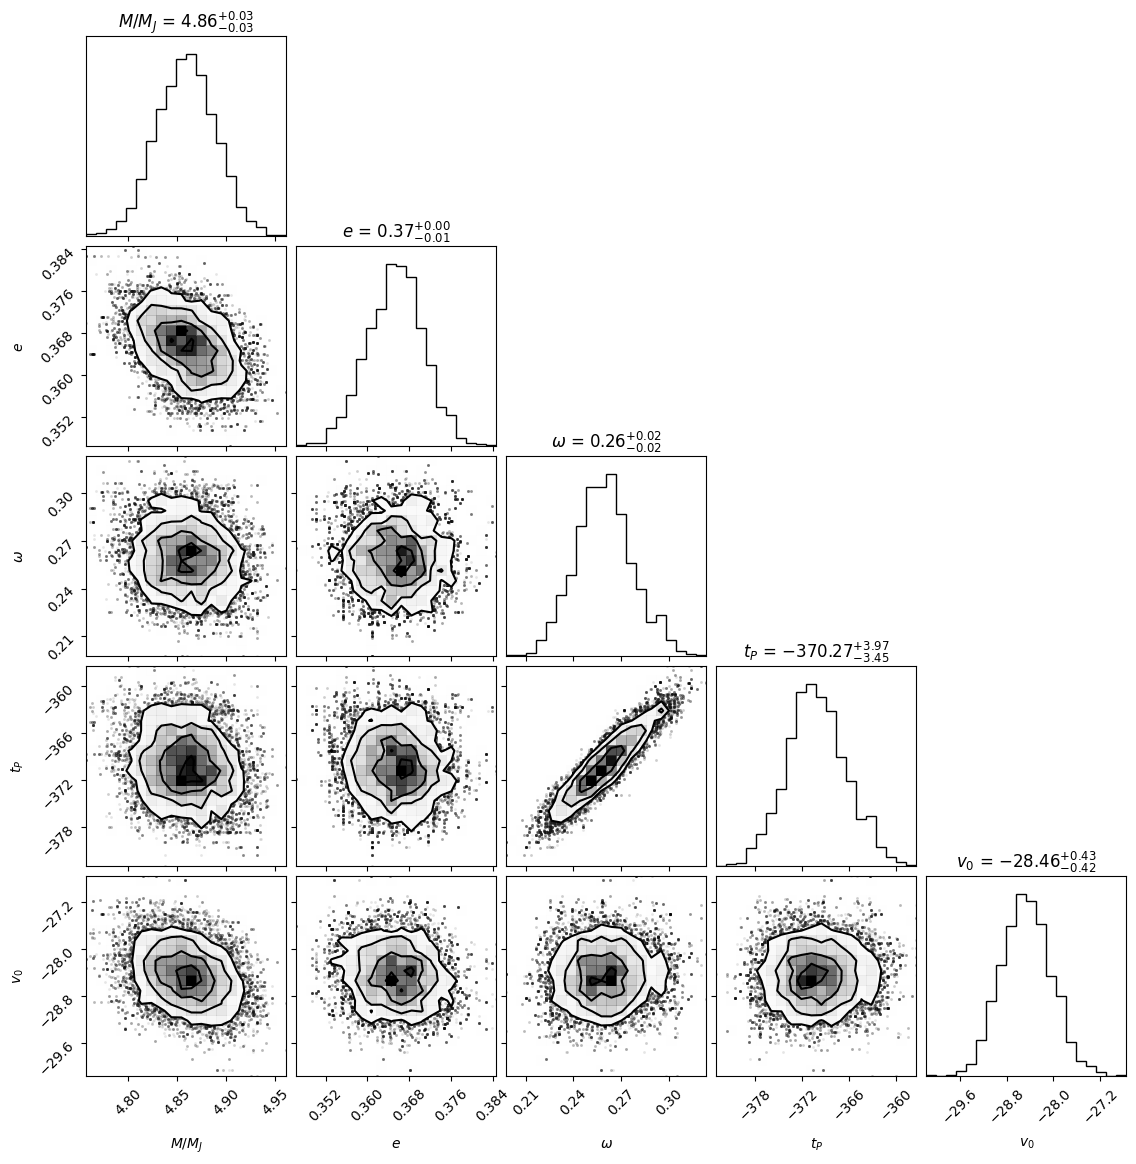 M/M_J = 4.86^{+0.03}_{-0.03}
e = 0.37^{+0.00}_{-0.01}
0.384
0.376
0.368
0.360
0.352
e
ω = 0.26^{+0.02}_{-0.02}
0.30
0.27
0.24
0.21
ω
t_P = −370.27^{+3.97}_{-3.45}
−360
−366
−372
−378
t_P
v_0 = −28.46^{+0.43}_{-0.42}
−27.2
−28.0
−28.8
−29.6
v_0
4.80 4.85 4.90 4.95 0.352 0.360 0.368 0.376 0.384 0.21 0.24 0.27 0.30 −378 −372 −366 −360 −29.6 −28.8 −28.0 −27.2
M/M_J e ω t_P v_0